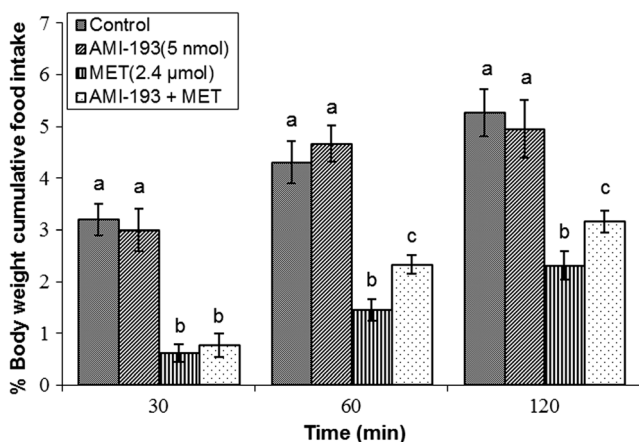 7
6
5
4
3
2
1
0
% Body weight cumulative food intake
Control
AMI-193(5 nmol)
MET(2.4 µmol)
AMI-193 + MET
a a b b
a a b c
a a b c
30 60 120
Time (min)